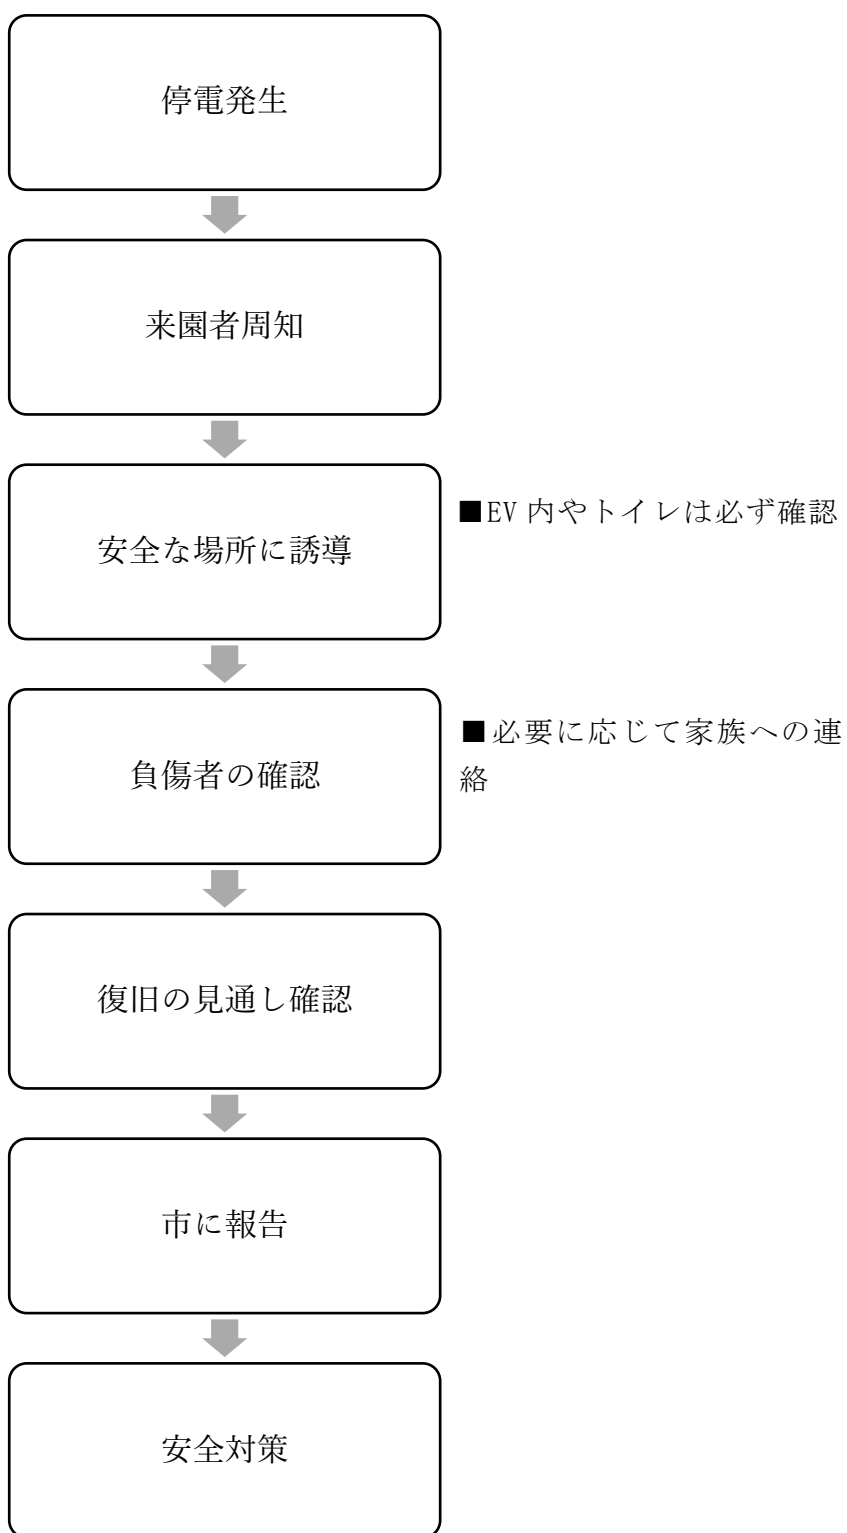 停電発生
来園者周知
安全な場所に誘導
■EV 内やトイレは必ず確認
負傷者の確認
■必要に応じて家族への連
絡
復旧の見通し確認
市に報告
安全対策